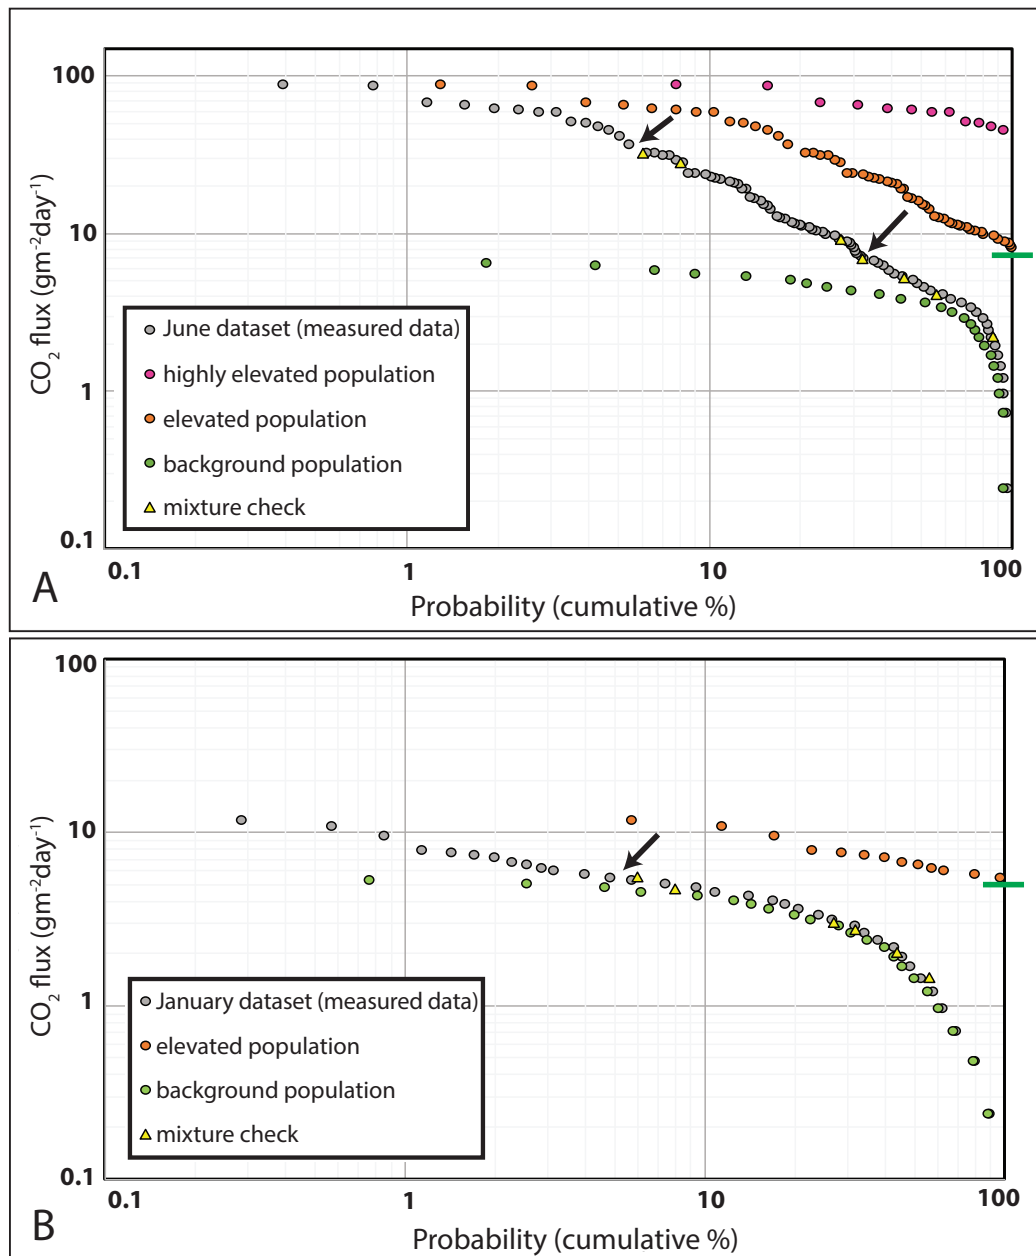 100
10
1
0.1
CO₂ flux (gm⁻²day⁻¹)
June dataset (measured data)
highly elevated population
elevated population
background population
mixture check
0.1
1
10
100
Probability (cumulative %)
A
100
10
1
0.1
CO₂ flux (gm⁻²day⁻¹)
January dataset (measured data)
elevated population
background population
mixture check
0.1
1
10
100
Probability (cumulative %)
B